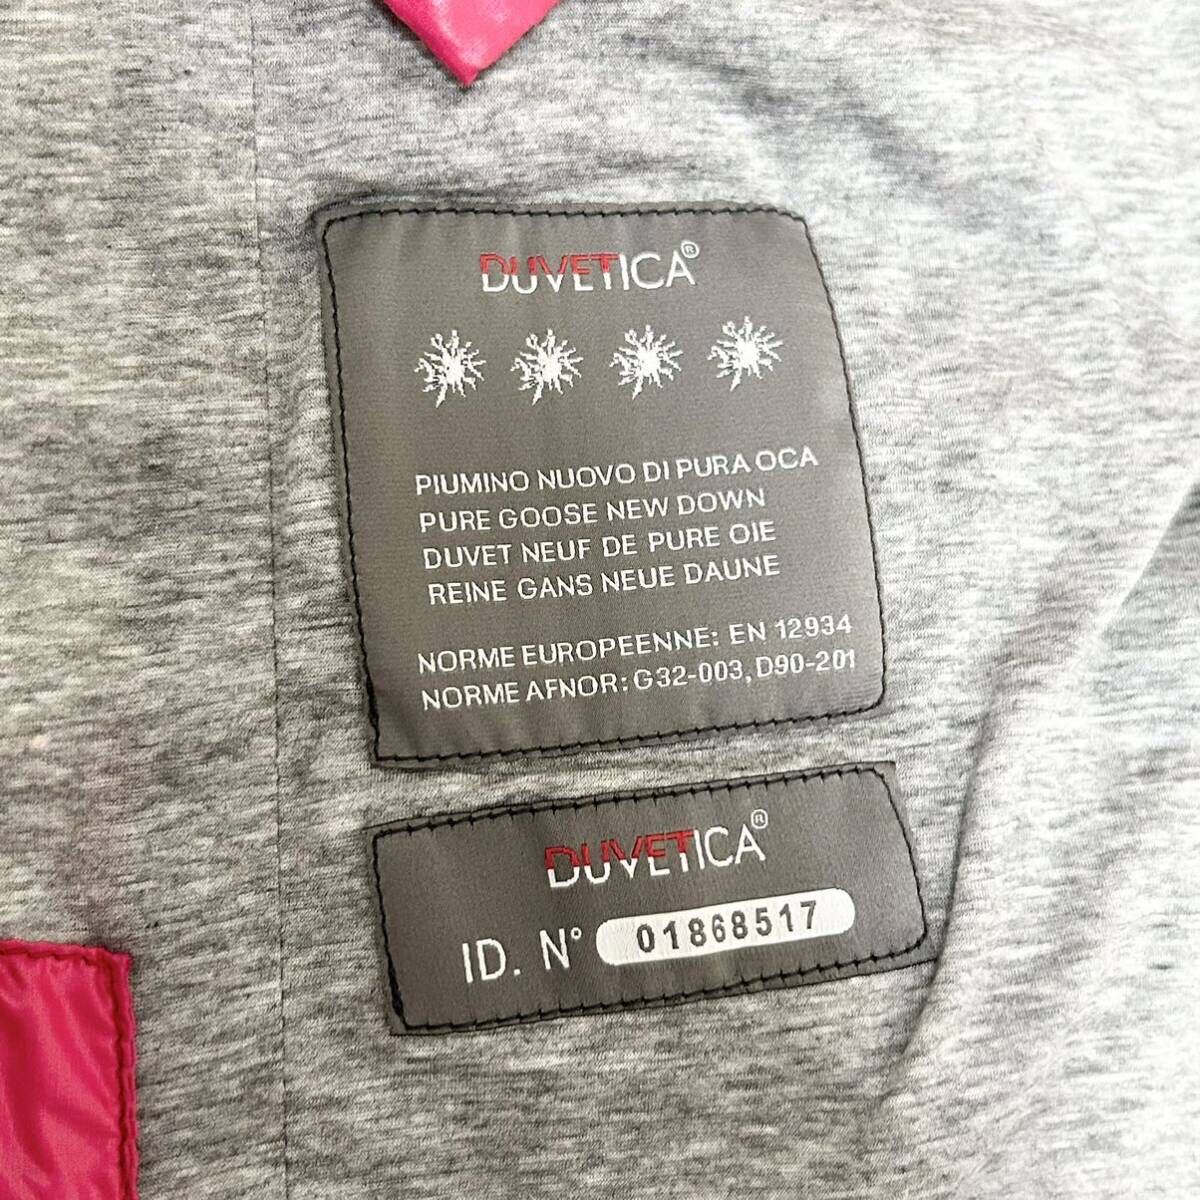 DUVETICA®
PIUMINO NUOVO DI PURA OCA
PURE GOOSE NEW DOWN
DUVET NEUF DE PURE OIE
REINE GANS NEUE DAUNE
NORME EUROPEENNE: EN 12934
NORME AFNOR: G32-003, D90-201
DUVETICA®
ID. N° 01868517